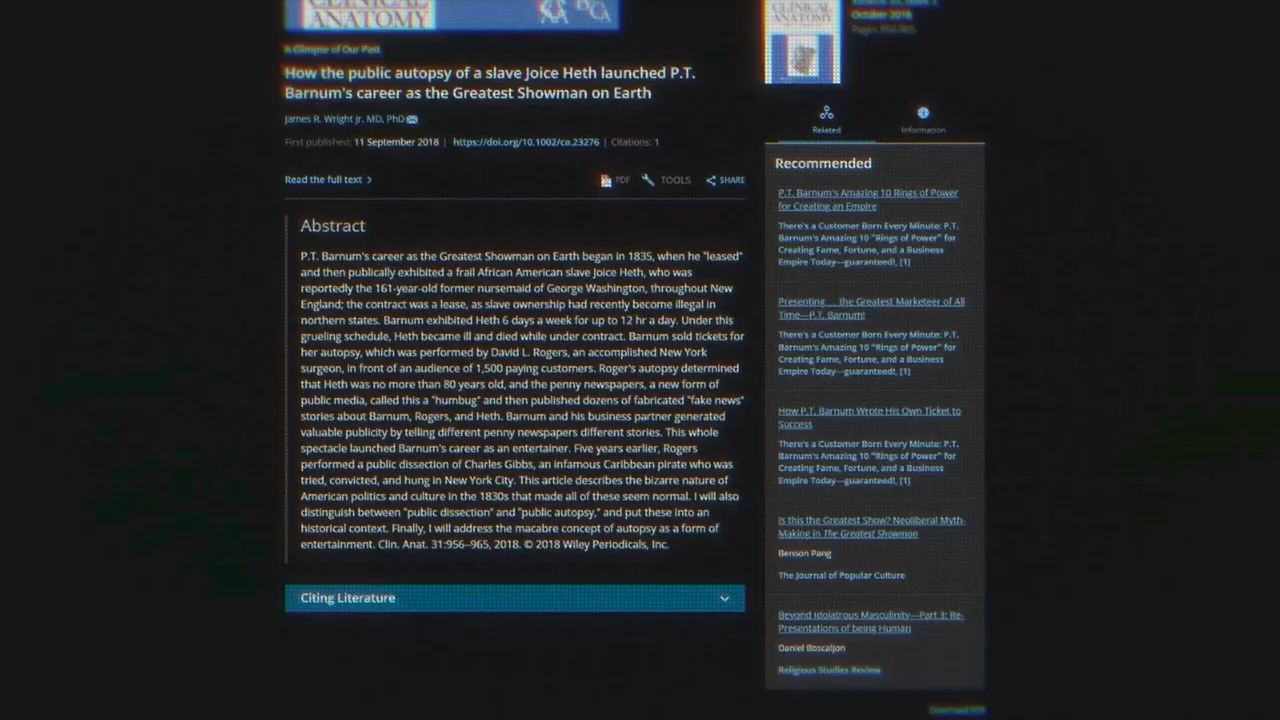 CLINICAL
ANATOMY
A Glimpse of Our Past
How the public autopsy of a slave Joice Heth launched P.T.
Barnum's career as the Greatest Showman on Earth
James R. Wright Jr. MD, PhD
First published: 11 September 2018 | https://doi.org/10.1002/ca.23276 | Citations: 1
Read the full text
PDF TOOLS SHARE
Abstract
P.T. Barnum's career as the Greatest Showman on Earth began in 1835, when he "leased"
and then publically exhibited a frail African American slave Joice Heth, who was
reportedly the 161-year-old former nursemaid of George Washington, throughout New
England; the contract was a lease, as slave ownership had recently become illegal in
northern states. Barnum exhibited Heth 6 days a week for up to 12 hr a day. Under this
grueling schedule, Heth became ill and died while under contract. Barnum sold tickets for
her autopsy, which was performed by David L. Rogers, an accomplished New York
surgeon, in front of an audience of 1,500 paying customers. Roger's autopsy determined
that Heth was no more than 80 years old, and the penny newspapers, a new form of
public media, called this a "humbug" and then published dozens of fabricated "fake news"
stories about Barnum, Rogers, and Heth. Barnum and his business partner generated
valuable publicity by telling different penny newspapers different stories. This whole
spectacle launched Barnum's career as an entertainer. Five years earlier, Rogers
performed a public dissection of Charles Gibbs, an infamous Caribbean pirate who was
tried, convicted, and hung in New York City. This article describes the bizarre nature of
American politics and culture in the 1830s that made all of these seem normal. I will also
distinguish between "public dissection" and "public autopsy," and put these into an
historical context. Finally, I will address the macabre concept of autopsy as a form of
entertainment. Clin. Anat. 31:956–965, 2018. © 2018 Wiley Periodicals, Inc.
Citing Literature
CLINICAL
ANATOMY
October 2018
Pages 956-965
Related Information
Recommended
P.T. Barnum's Amazing 10 Rings of Power
for Creating an Empire
There's a Customer Born Every Minute: P.T.
Barnum's Amazing 10 "Rings of Power" for
Creating Fame, Fortune, and a Business
Empire Today—guaranteed!, [1]
Presenting ... the Greatest Marketeer of All
Time—P.T. Barnum!
There's a Customer Born Every Minute: P.T.
Barnum's Amazing 10 "Rings of Power" for
Creating Fame, Fortune, and a Business
Empire Today—guaranteed!, [1]
How P.T. Barnum Wrote His Own Ticket to
Success
There's a Customer Born Every Minute: P.T.
Barnum's Amazing 10 "Rings of Power" for
Creating Fame, Fortune, and a Business
Empire Today—guaranteed!, [1]
Is this the Greatest Show? Neoliberal Myth-
Making in The Greatest Showman
Benson Pang
The Journal of Popular Culture
Beyond Idolatrous Masculinity—Part 3: Re-
Presentations of being Human
Daniel Boscaljon
Religious Studies Review
Download PDF